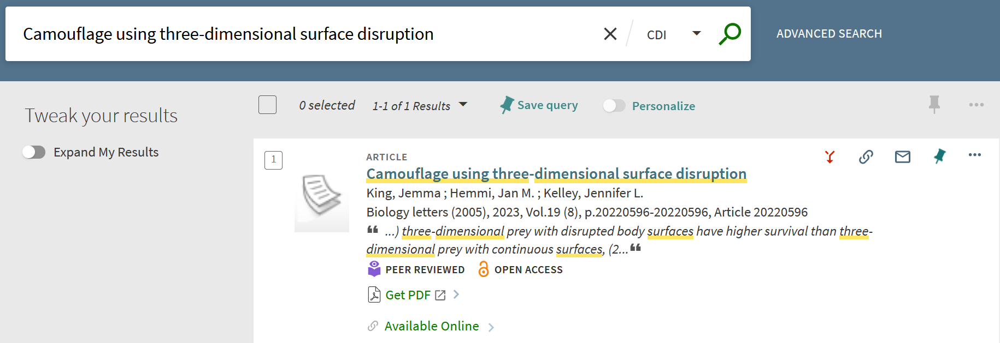 Camouflage using three-dimensional surface disruption
CDI
ADVANCED SEARCH
Tweak your results
Expand My Results
0 selected
1-1 of 1 Results
Save query
Personalize
1
ARTICLE
Camouflage using three-dimensional surface disruption
King, Jemma ; Hemmi, Jan M. ; Kelley, Jennifer L.
Biology letters (2005), 2023, Vol.19 (8), p.20220596-20220596, Article 20220596
❝ ...) three-dimensional prey with disrupted body surfaces have higher survival than three-
dimensional prey with continuous surfaces, (2...❝
PEER REVIEWED OPEN ACCESS
Get PDF
Available Online